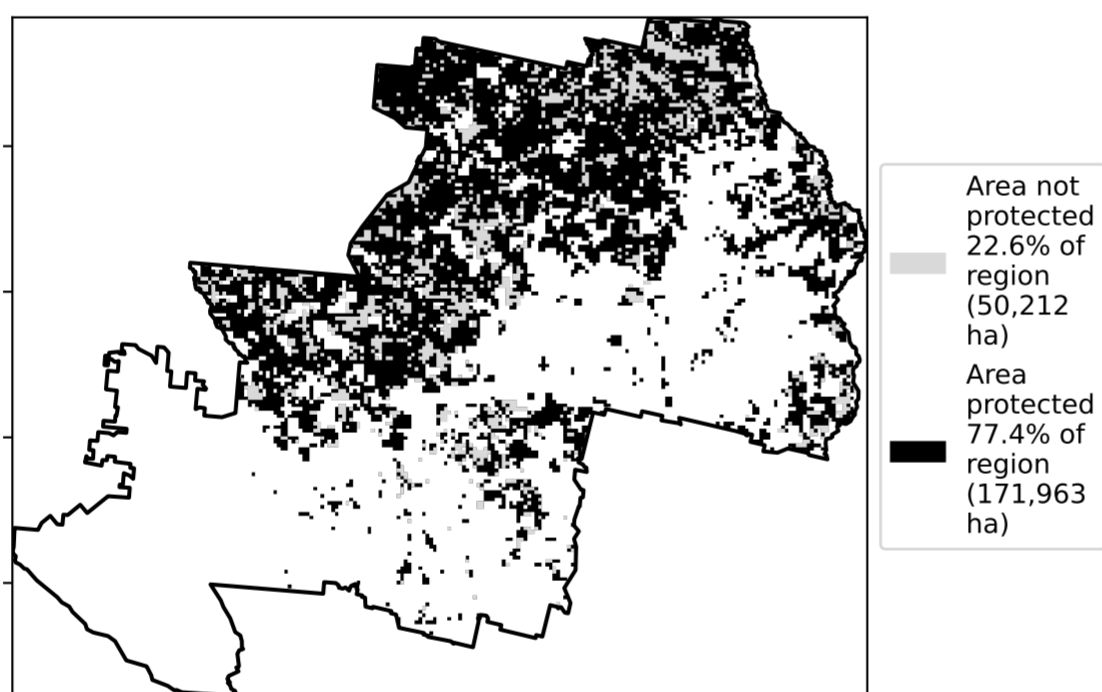 Area not
protected
22.6% of
region
(50,212
ha)
Area
protected
77.4% of
region
(171,963
ha)